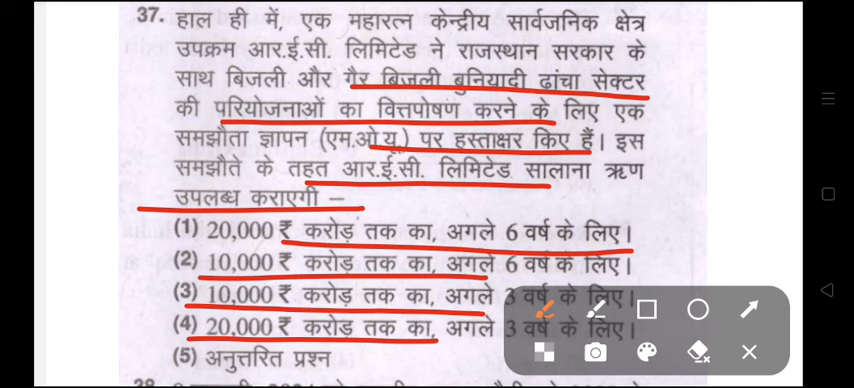 37. हाल ही में, एक महारत्न केन्द्रीय सार्वजनिक क्षेत्र
उपक्रम आर.ई.सी. लिमिटेड ने राजस्थान सरकार के
साथ बिजली और गैर बिजली बुनियादी ढांचा सेक्टर
की परियोजनाओं का वित्तपोषण करने के लिए एक
समझौता ज्ञापन (एम.ओ.यू.) पर हस्ताक्षर किए हैं। इस
समझौते के तहत आर.ई.सी. लिमिटेड सालाना ऋण
उपलब्ध कराएगी –
(1) 20,000 ₹ करोड़ तक का, अगले 6 वर्ष के लिए।
(2) 10,000 ₹ करोड़ तक का, अगले 6 वर्ष के लिए।
(3) 10,000 ₹ करोड़ तक का, अगले 3 वर्ष के लिए।
(4) 20,000 ₹ करोड़ तक का, अगले 3 वर्ष के लिए।
(5) अनुत्तरित प्रश्न
38.